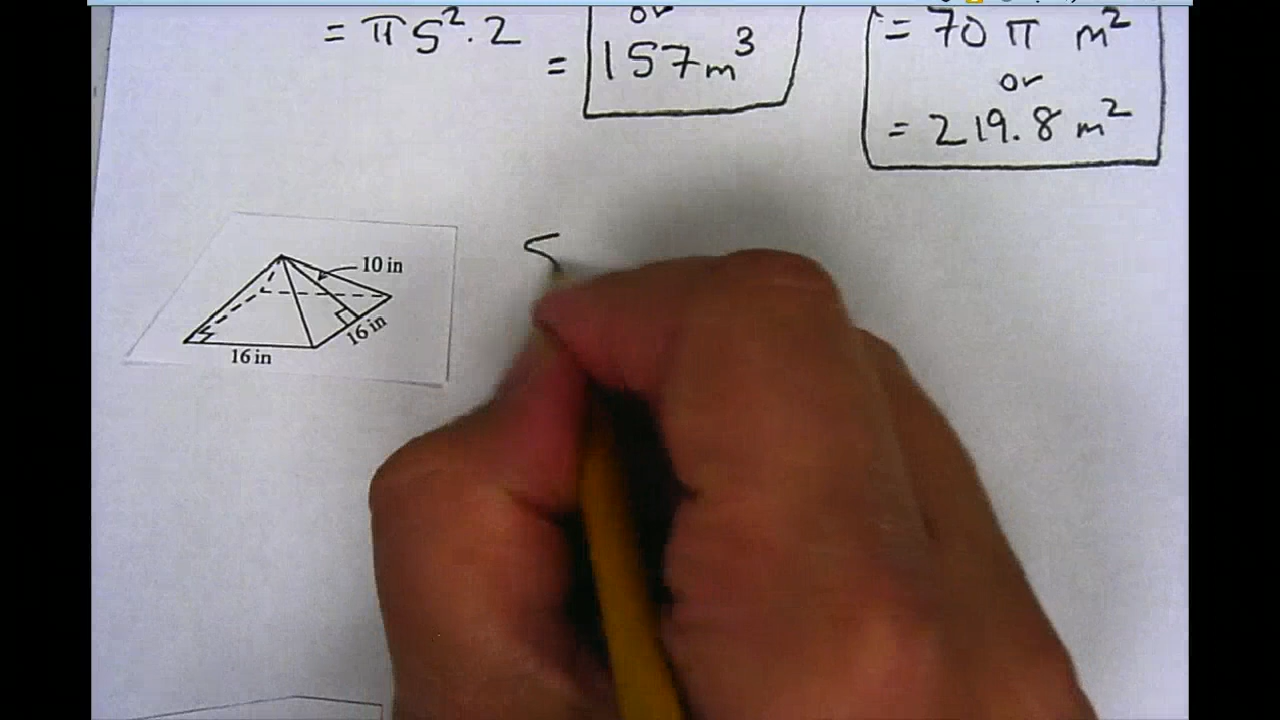 = π5². 2
or
= 157m³
= 70 π m²
or
= 219.8 m²
10 in
16 in
16 in
S